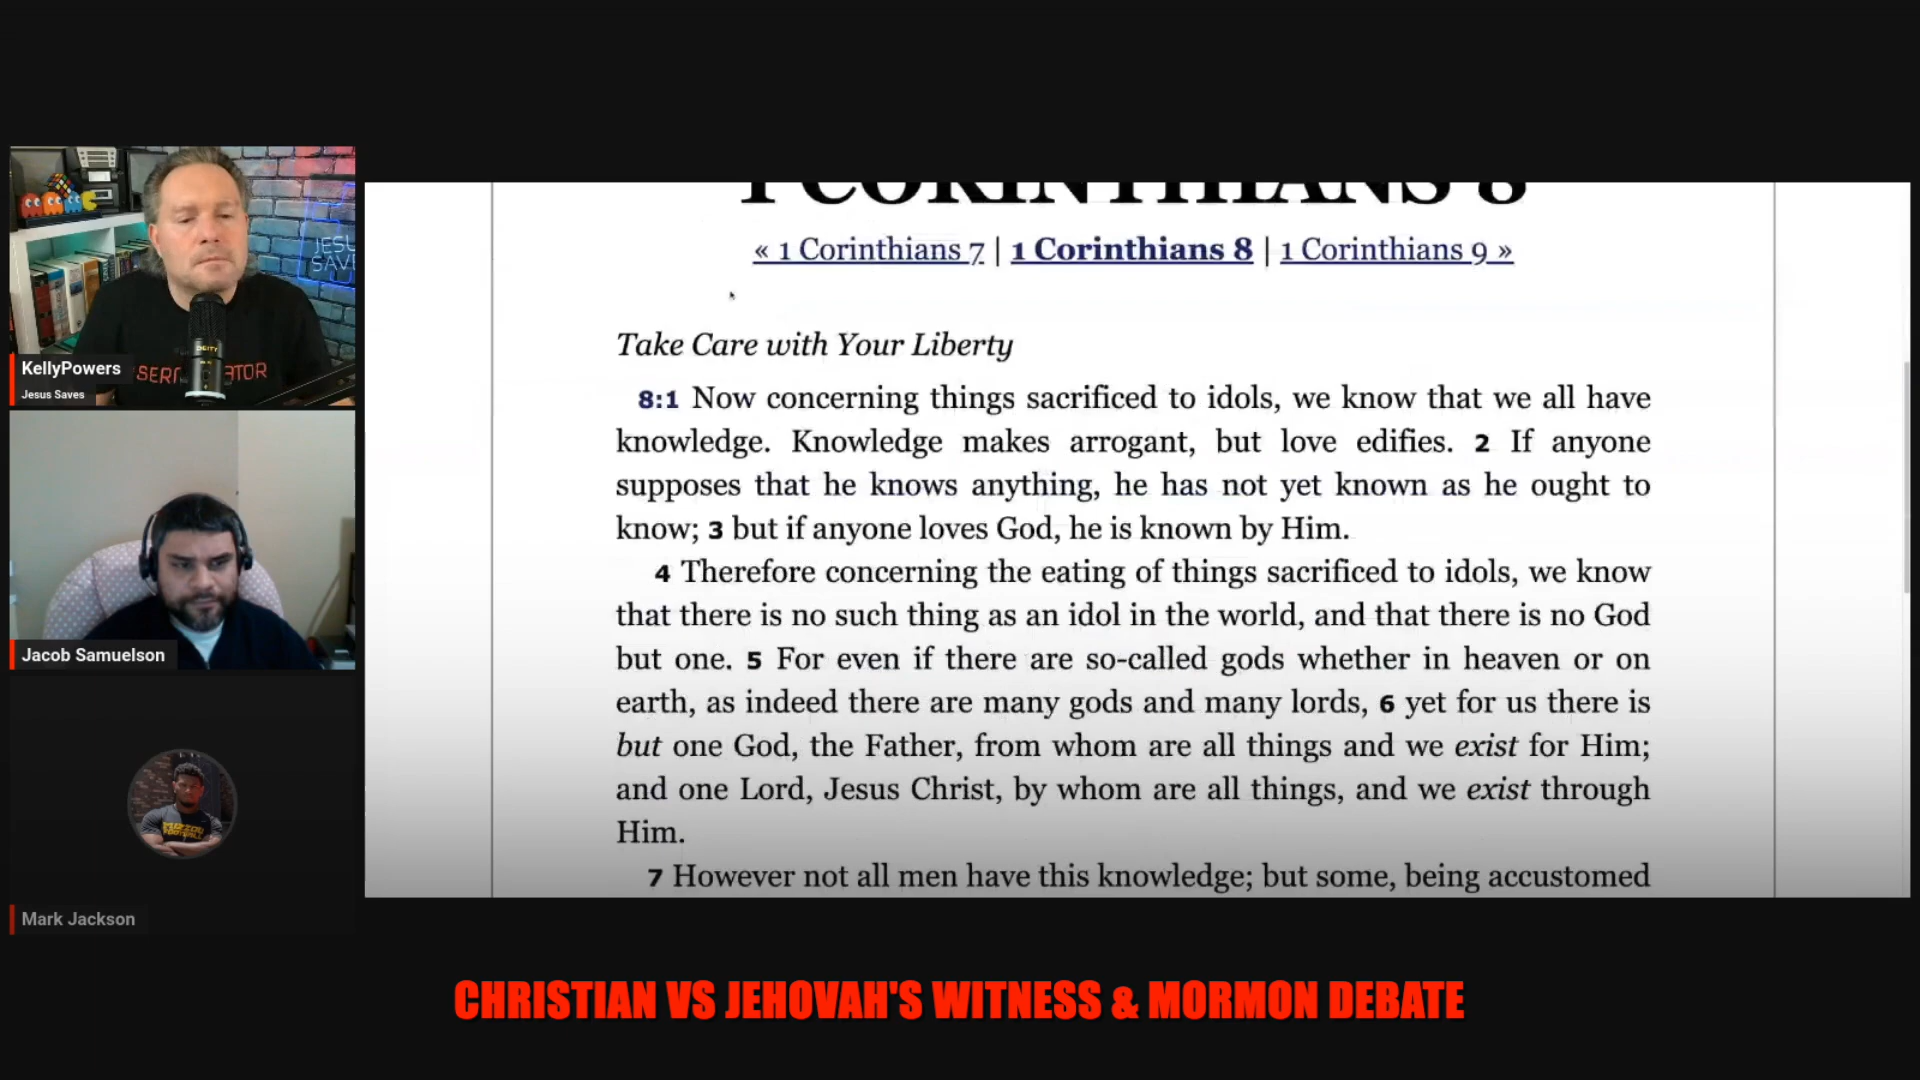 JESU
SAV
DEITY
KellyPowers
Jesus Saves
Jacob Samuelson
MIZZOU
FOOTBALL
Mark Jackson
1 CORINTHIANS 8
« 1 Corinthians 7 | 1 Corinthians 8 | 1 Corinthians 9 »
Take Care with Your Liberty
8:1 Now concerning things sacrificed to idols, we know that we all have
knowledge. Knowledge makes arrogant, but love edifies. 2 If anyone
supposes that he knows anything, he has not yet known as he ought to
know; 3 but if anyone loves God, he is known by Him.
4 Therefore concerning the eating of things sacrificed to idols, we know
that there is no such thing as an idol in the world, and that there is no God
but one. 5 For even if there are so-called gods whether in heaven or on
earth, as indeed there are many gods and many lords, 6 yet for us there is
but one God, the Father, from whom are all things and we exist for Him;
and one Lord, Jesus Christ, by whom are all things, and we exist through
Him.
7 However not all men have this knowledge; but some, being accustomed
CHRISTIAN VS JEHOVAH'S WITNESS & MORMON DEBATE